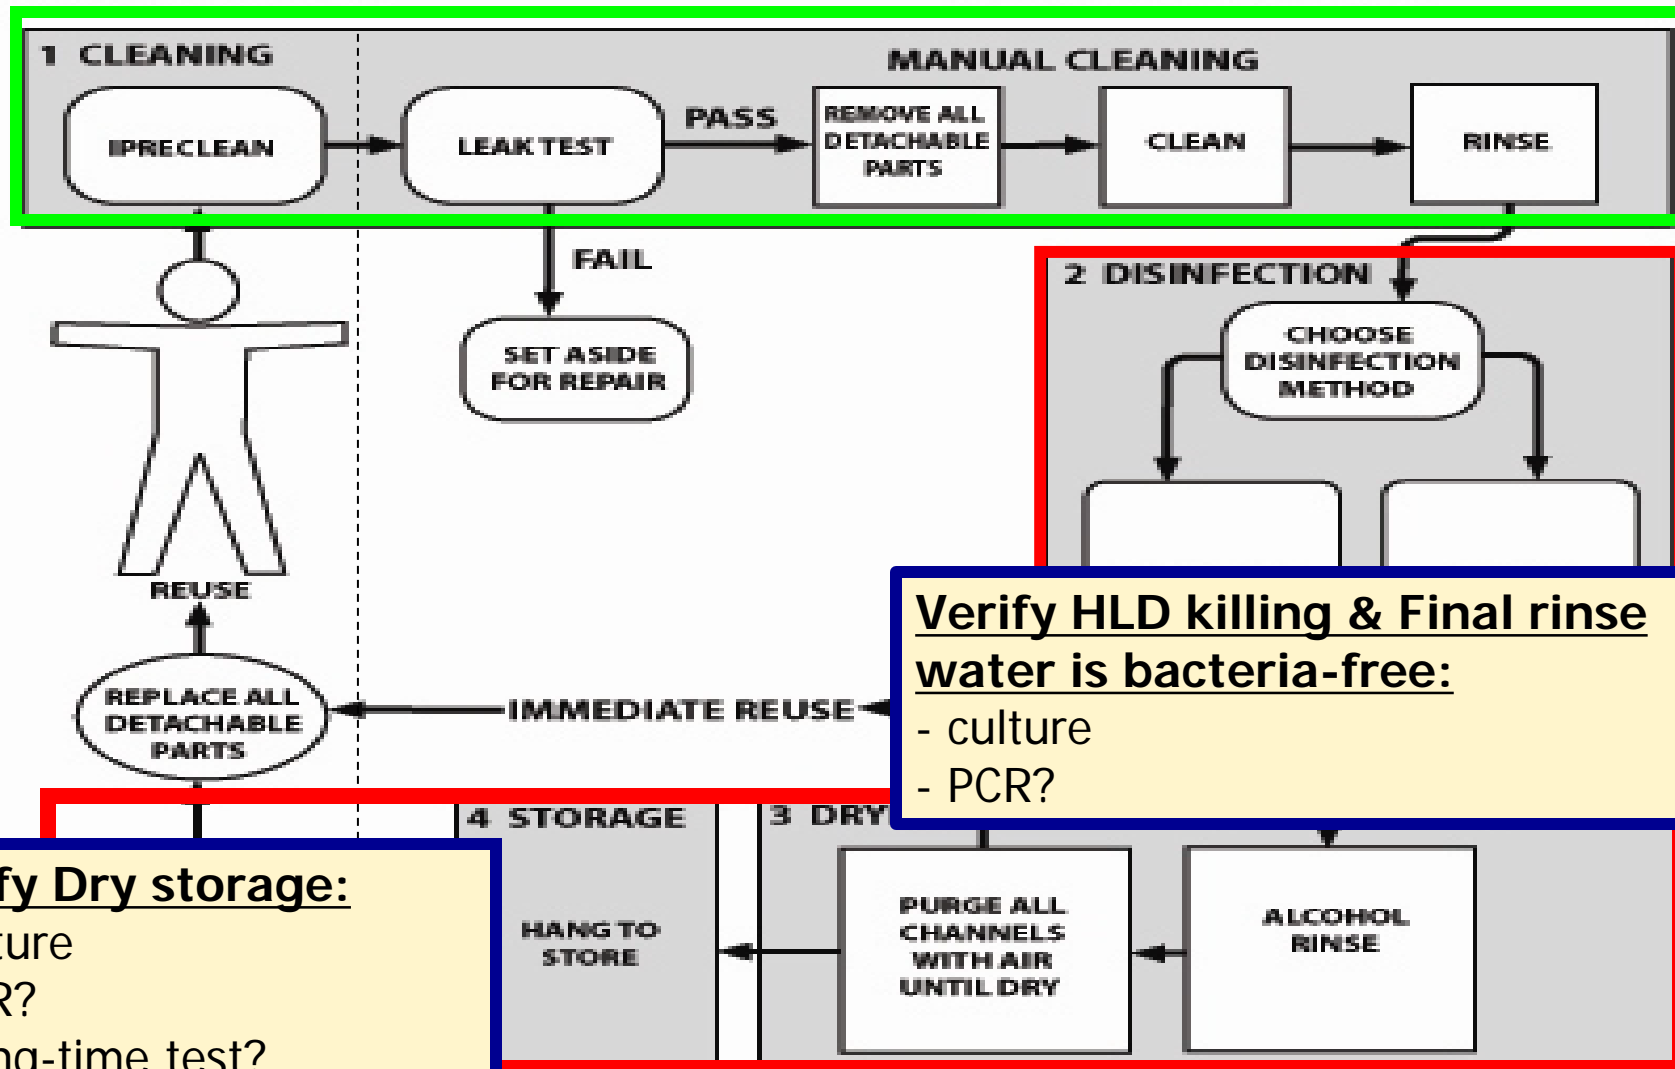 1 CLEANING
MANUAL CLEANING
IPRECLEAN
LEAK TEST
PASS
REMOVE ALL
DETACHABLE
PARTS
CLEAN
RINSE
FAIL
SET ASIDE
FOR REPAIR
2 DISINFECTION
CHOOSE
DISINFECTION
METHOD
REUSE
REPLACE ALL
DETACHABLE
PARTS
IMMEDIATE REUSE
Verify HLD killing & Final rinse
water is bacteria-free:
- culture
- PCR?
4 STORAGE
HANG TO
STORE
3 DRY
PURGE ALL
CHANNELS
WITH AIR
UNTIL DRY
ALCOHOL
RINSE
fy Dry storage:
ture
R?
ng-time test?